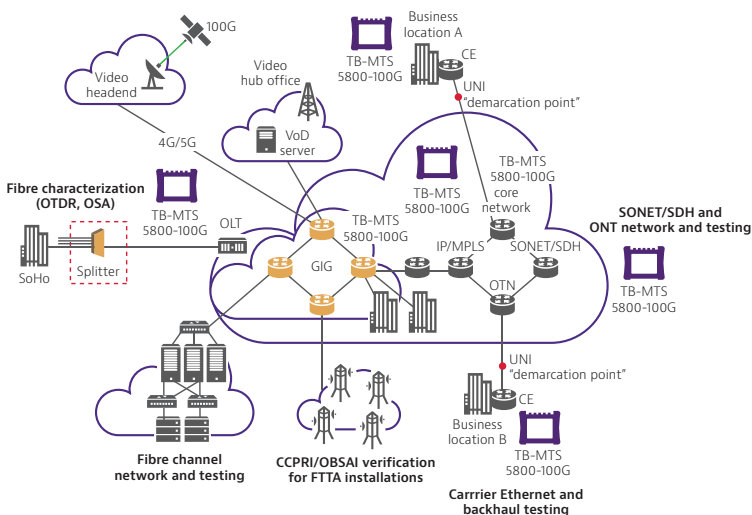 100G
Video
headend
Video
hub office
VoD
server
4G/5G
TB-MTS
5800-100G
Business
location A
CE
UNI
“demarcation point”
Fibre characterization
(OTDR, OSA)
TB-MTS
5800-100G
OLT
SoHo
Splitter
TB-MTS
5800-100G
GIG
TB-MTS
5800-100G
core
network
IP/MPLS
SONET/SDH
OTN
SONET/SDH and
ONT network and testing
TB-MTS
5800-100G
UNI
“demarcation point”
CE
Business
location B
TB-MTS
5800-100G
Fibre channel
network and testing
CCPRI/OBSAI verification
for FTTA installations
Carrrier Ethernet and
backhaul testing